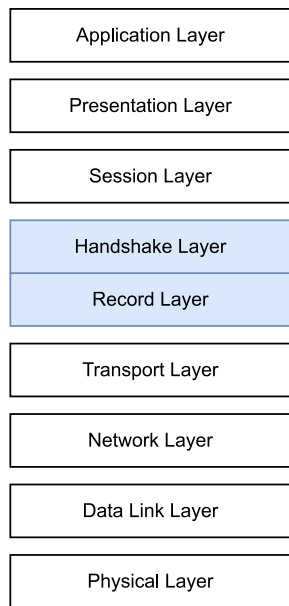 Application Layer
Presentation Layer
Session Layer
Handshake Layer
Record Layer
Transport Layer
Network Layer
Data Link Layer
Physical Layer